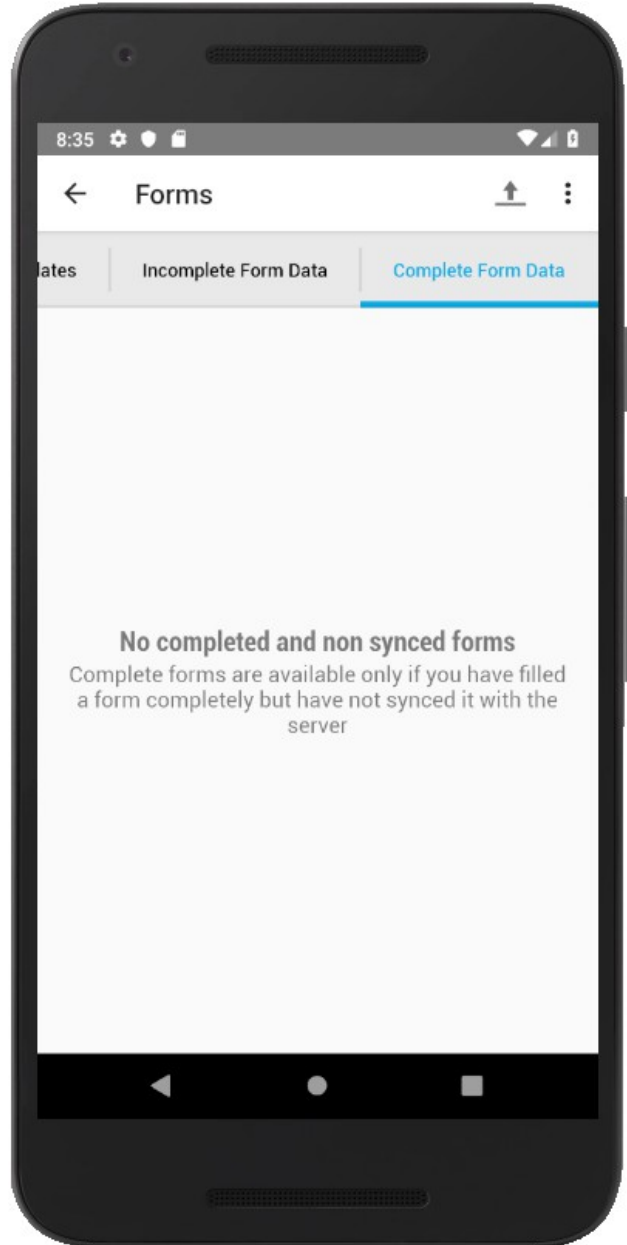 8:35
Forms
lates Incomplete Form Data Complete Form Data
No completed and non synced forms
Complete forms are available only if you have filled
a form completely but have not synced it with the
server